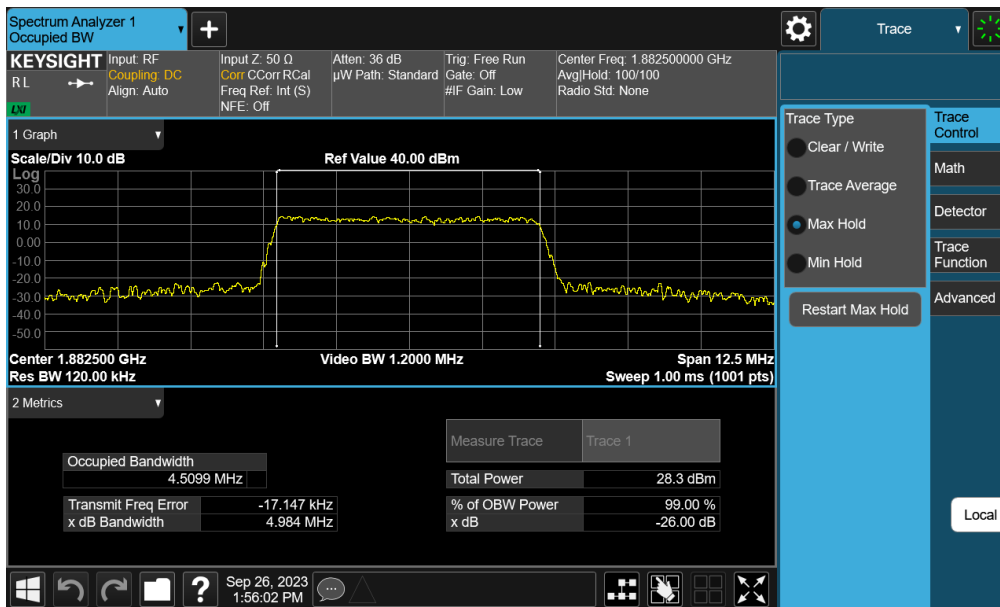 Spectrum Analyzer 1
Occupied BW
Trace
KEYSIGHT
RL
LXI
Input: RF
Coupling: DC
Align: Auto
Input Z: 50 Ω
Corr CCorr RCal
Freq Ref: Int (S)
NFE: Off
Atten: 36 dB
µW Path: Standard
Trig: Free Run
Gate: Off
#IF Gain: Low
Center Freq: 1.882500000 GHz
Avg|Hold: 100/100
Radio Std: None
1 Graph
Scale/Div 10.0 dB
Ref Value 40.00 dBm
Log
30.0
20.0
10.0
0.00
-10.0
-20.0
-30.0
-40.0
-50.0
Center 1.882500 GHz
Video BW 1.2000 MHz
Span 12.5 MHz
Res BW 120.00 kHz
Sweep 1.00 ms (1001 pts)
2 Metrics
Measure Trace
Trace 1
Occupied Bandwidth
4.5099 MHz
Total Power
28.3 dBm
Transmit Freq Error
-17.147 kHz
% of OBW Power
99.00 %
x dB Bandwidth
4.984 MHz
x dB
-26.00 dB
Trace Type
Clear / Write
Trace Average
Max Hold
Min Hold
Restart Max Hold
Trace
Control
Math
Detector
Trace
Function
Advanced
Local
?
Sep 26, 2023
1:56:02 PM